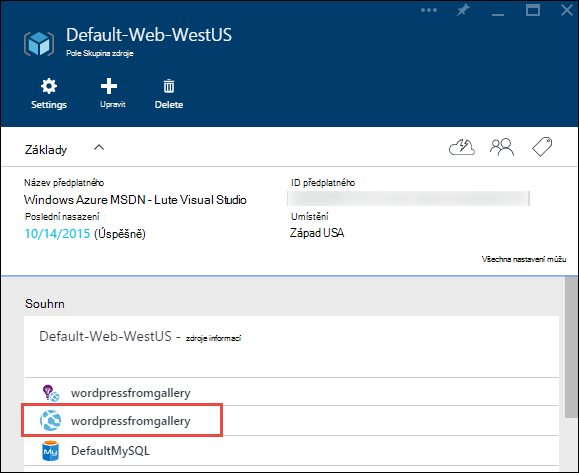 Default-Web-WestUS
Pole Skupina zdroje
Settings
Upravit
Delete
Základy
Název předplatného
ID předplatného
Windows Azure MSDN - Lute Visual Studio
Poslední nasazení
Umístění
10/14/2015 (Úspěšně)
Západ USA
Všechna nastavení můžu
Souhrn
Default-Web-WestUS - zdroje informací
wordpressfromgallery
wordpressfromgallery
My
DefaultMySQL